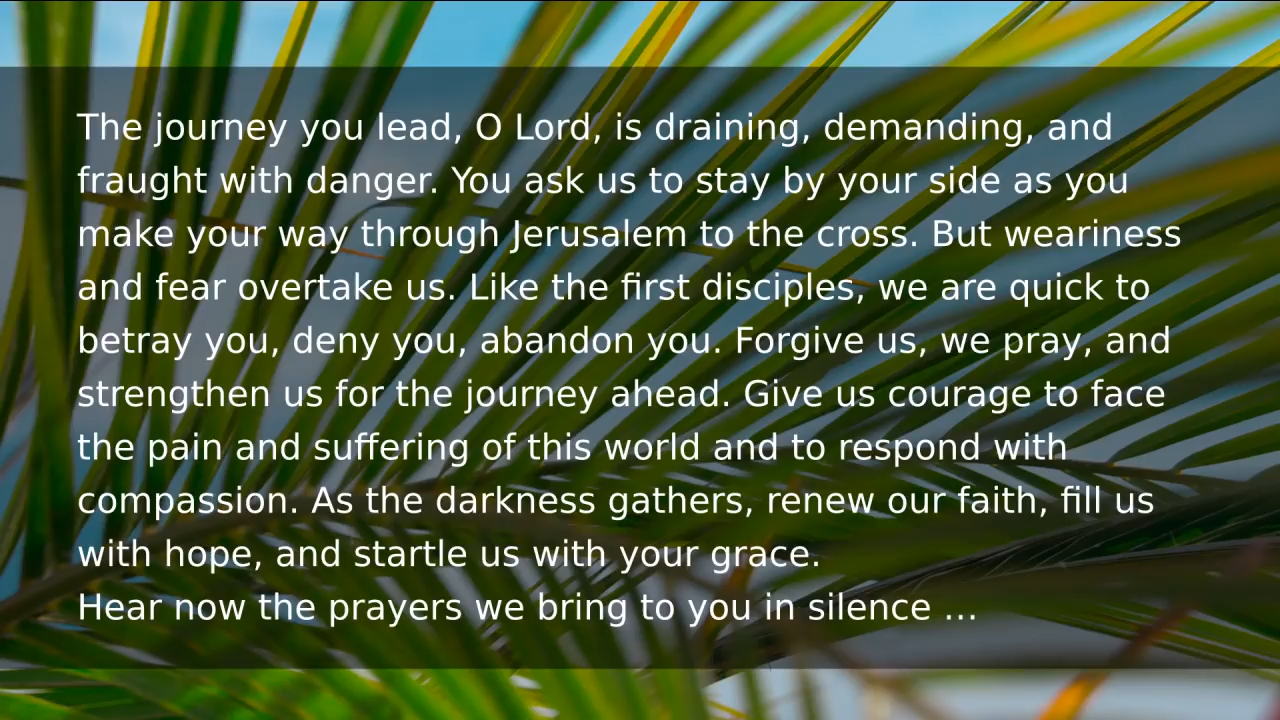 The journey you lead, O Lord, is draining, demanding, and
fraught with danger. You ask us to stay by your side as you
make your way through Jerusalem to the cross. But weariness
and fear overtake us. Like the first disciples, we are quick to
betray you, deny you, abandon you. Forgive us, we pray, and
strengthen us for the journey ahead. Give us courage to face
the pain and suffering of this world and to respond with
compassion. As the darkness gathers, renew our faith, fill us
with hope, and startle us with your grace.
Hear now the prayers we bring to you in silence ...